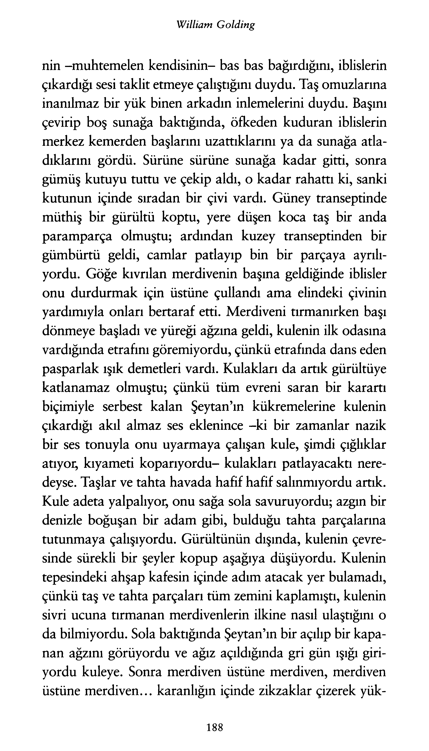 William Golding
nin –muhtemelen kendisinin– bas bas bağırdığını, iblislerin
çıkardığı sesi taklit etmeye çalıştığını duydu. Taş omuzlarına
inanılmaz bir yük binen arkadın inlemelerini duydu. Başını
çevirip boş sunağa baktığında, öfkeden kuduran iblislerin
merkez kemerden başlarını uzattıklarını ya da sunağa atla-
dıklarını gördü. Sürüne sürüne sunağa kadar gitti, sonra
gümüş kutuyu tuttu ve çekip aldı, o kadar rahattı ki, sanki
kutunun içinde sıradan bir çivi vardı. Güney transeptinde
müthiş bir gürültü koptu, yere düşen koca taş bir anda
paramparça olmuştu; ardından kuzey transeptinden bir
gümbürtü geldi, camlar patlayıp bin bir parçaya ayrılı-
yordu. Göğe kıvrılan merdivenin başına geldiğinde iblisler
onu durdurmak için üstüne çullandı ama elindeki çivinin
yardımıyla onları bertaraf etti. Merdiveni tırmanırken başı
dönmeye başladı ve yüreği ağzına geldi, kulenin ilk odasına
vardığında etrafını göremiyordu, çünkü etrafında dans eden
pasparlak ışık demetleri vardı. Kulakları da artık gürültüye
katlanamaz olmuştu; çünkü tüm evreni saran bir karartı
biçimiyle serbest kalan Şeytan’ın kükremelerine kulenin
çıkardığı akıl almaz ses eklenince –ki bir zamanlar nazik
bir ses tonuyla onu uyarmaya çalışan kule, şimdi çığlıklar
atıyor, kıyameti koparıyordu– kulakları patlayacaktı nere-
deyse. Taşlar ve tahta havada hafif hafif salınmıyordu artık.
Kule adeta yalpalıyor, onu sağa sola savuruyordu; azgın bir
denizle boğuşan bir adam gibi, bulduğu tahta parçalarına
tutunmaya çalışıyordu. Gürültünün dışında, kulenin çevre-
sinde sürekli bir şeyler kopup aşağıya düşüyordu. Kulenin
tepesindeki ahşap kafesin içinde adım atacak yer bulamadı,
çünkü taş ve tahta parçaları tüm zemini kaplamıştı, kulenin
sivri ucuna tırmanan merdivenlerin ilkine nasıl ulaştığını o
da bilmiyordu. Sola baktığında Şeytan’ın bir açılıp bir kapa-
nan ağzını görüyordu ve ağız açıldığında gri gün ışığı giri-
yordu kuleye. Sonra merdiven üstüne merdiven, merdiven
üstüne merdiven… karanlığın içinde zikzaklar çizerek yük-
188